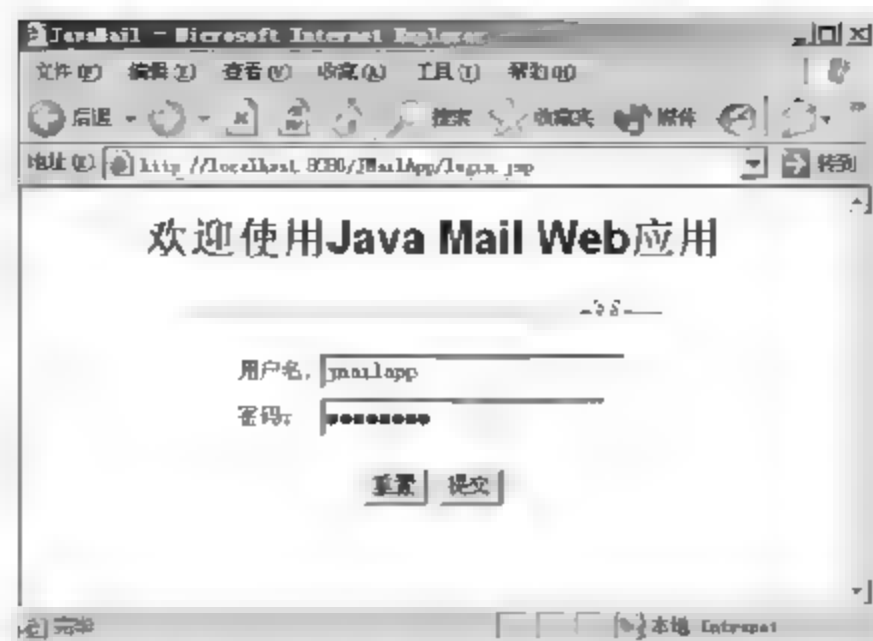 JavaMail - Microsoft Internet Explorer
文件(F) 编辑(E) 查看(V) 收藏(A) 工具(T) 帮助(H)
后退 搜索 收藏夹 媒体
地址(D) http://localhost:8080/JMailApp/login.jsp 转到
欢迎使用Java Mail Web应用
用户名: jmailapp
密码:
重置 提交
完毕 本地 Intranet